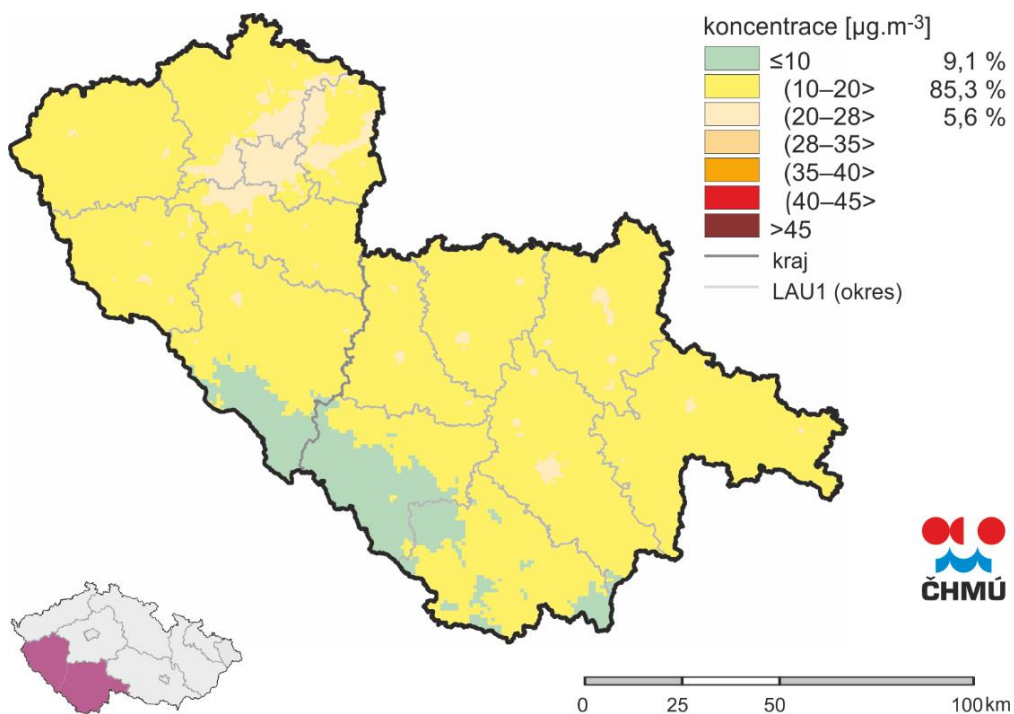 koncentrace [µg.m-3]
≤10 9,1 %
(10–20> 85,3 %
(20–28> 5,6 %
(28–35>
(35–40>
(40–45>
>45
kraj
LAU1 (okres)
ČHMÚ
0 25 50 100 km